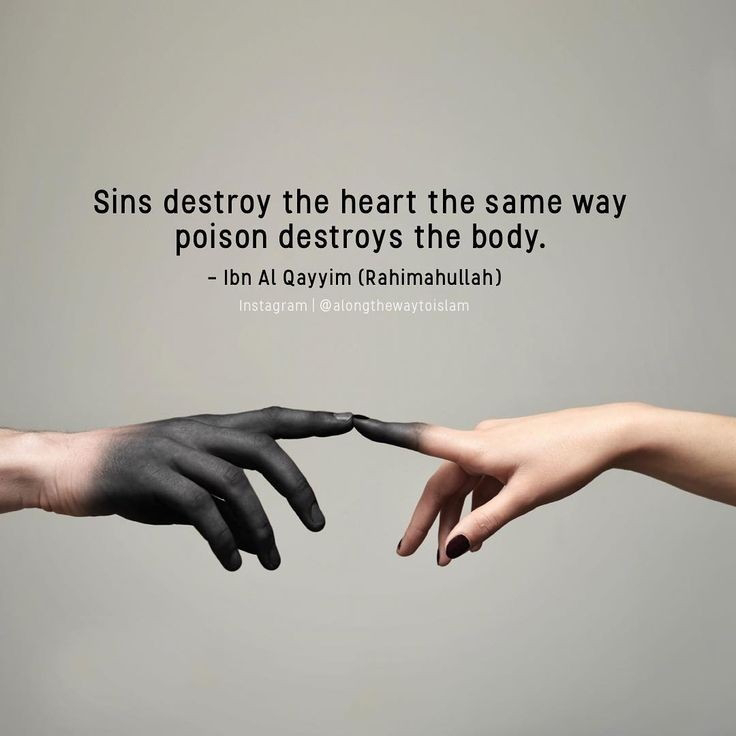 Sins destroy the heart the same way
poison destroys the body.
– Ibn Al Qayyim (Rahimahullah)
Instagram | @alongthewaytoislam